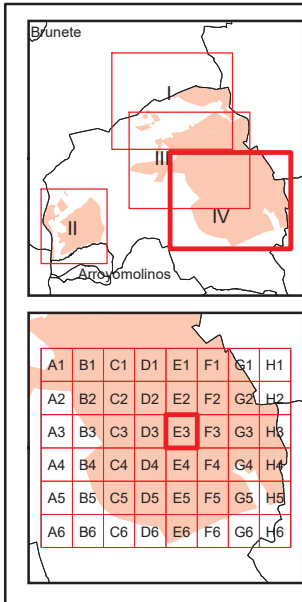 Brunete
I
III
IV
II
Arroyomolinos
A1 B1 C1 D1 E1 F1 G1 H1
A2 B2 C2 D2 E2 F2 G2 H2
A3 B3 C3 D3 E3 F3 G3 H3
A4 B4 C4 D4 E4 F4 G4 H4
A5 B5 C5 D5 E5 F5 G5 H5
A6 B6 C6 D6 E6 F6 G6 H6